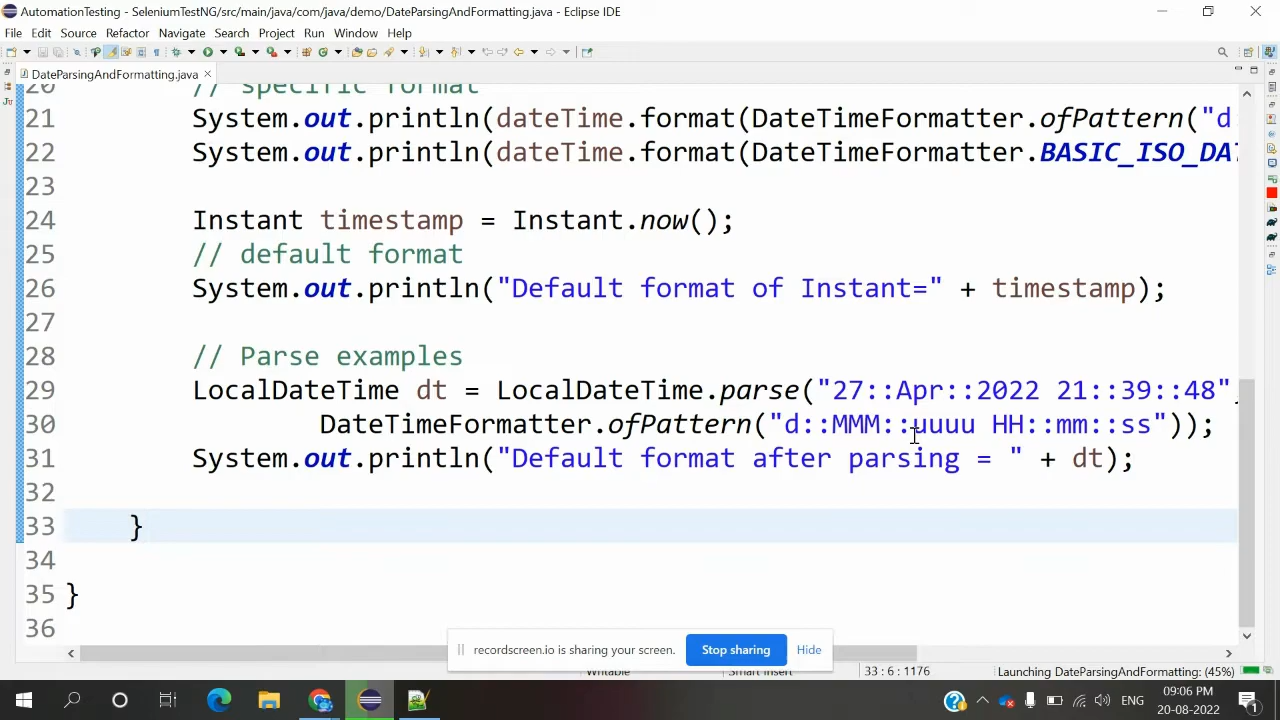 AutomationTesting - SeleniumTestNG/src/main/java/com/java/demo/DateParsingAndFormatting.java - Eclipse IDE
File Edit Source Refactor Navigate Search Project Run Window Help
DateParsingAndFormatting.java
20 // specific format
21 System.out.println(dateTime.format(DateTimeFormatter.ofPattern("d:
22 System.out.println(dateTime.format(DateTimeFormatter.BASIC_ISO_DAT
23
24 Instant timestamp = Instant.now();
25 // default format
26 System.out.println("Default format of Instant=" + timestamp);
27
28 // Parse examples
29 LocalDateTime dt = LocalDateTime.parse("27::Apr::2022 21::39::48",
30 DateTimeFormatter.ofPattern("d::MMM::uuuu HH::mm::ss"));
31 System.out.println("Default format after parsing = " + dt);
32
33 }
34
35 }
36
recordscreen.io is sharing your screen. Stop sharing Hide
Writable Smart Insert 33 : 6 : 1176 Launching DateParsingAndFormatting: (45%)
ENG 09:06 PM
20-08-2022